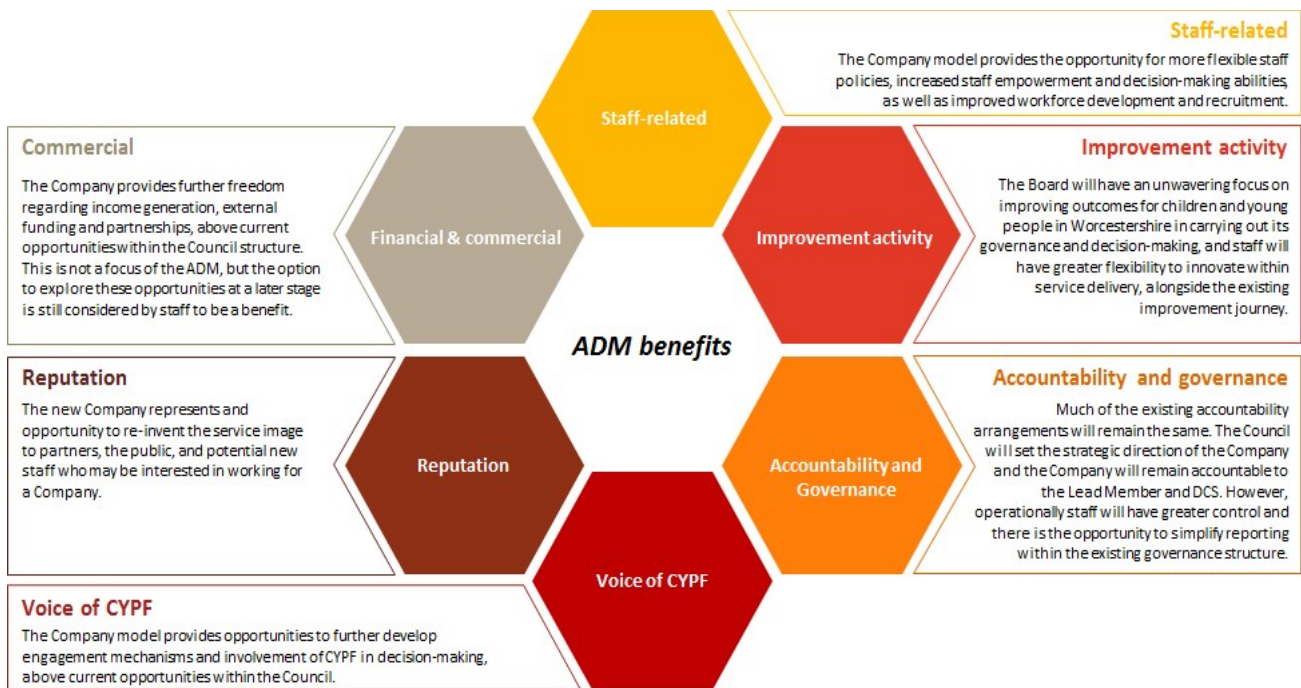 Staff-related
The Company model provides the opportunity for more flexible staff
policies, increased staff empowerment and decision-making abilities,
as well as improved workforce development and recruitment.
Staff-related
Commercial
The Company provides further freedom
regarding income generation, external
funding and partnerships, above current
opportunities within the Council structure.
This is not a focus of the ADM, but the option
to explore these opportunities at a later stage
is still considered by staff to be a benefit.
Financial & commercial
Improvement activity
Improvement activity
The Board will have an unwavering focus on
improving outcomes for children and young
people in Worcestershire in carrying out its
governance and decision-making, and staff will
have greater flexibility to innovate within
service delivery, alongside the existing
improvement journey.
ADM benefits
Reputation
The new Company represents and
opportunity to re-invent the service image
to partners, the public, and potential new
staff who may be interested in working for
a Company.
Reputation
Accountability and
Governance
Accountability and governance
Much of the existing accountability
arrangements will remain the same. The Council
will set the strategic direction of the Company
and the Company will remain accountable to
the Lead Member and DCS. However,
operationally staff will have greater control and
there is the opportunity to simplify reporting
within the existing governance structure.
Voice of CYPF
Voice of CYPF
The Company model provides opportunities to further develop
engagement mechanisms and involvement of CYPF in decision-making,
above current opportunities within the Council.